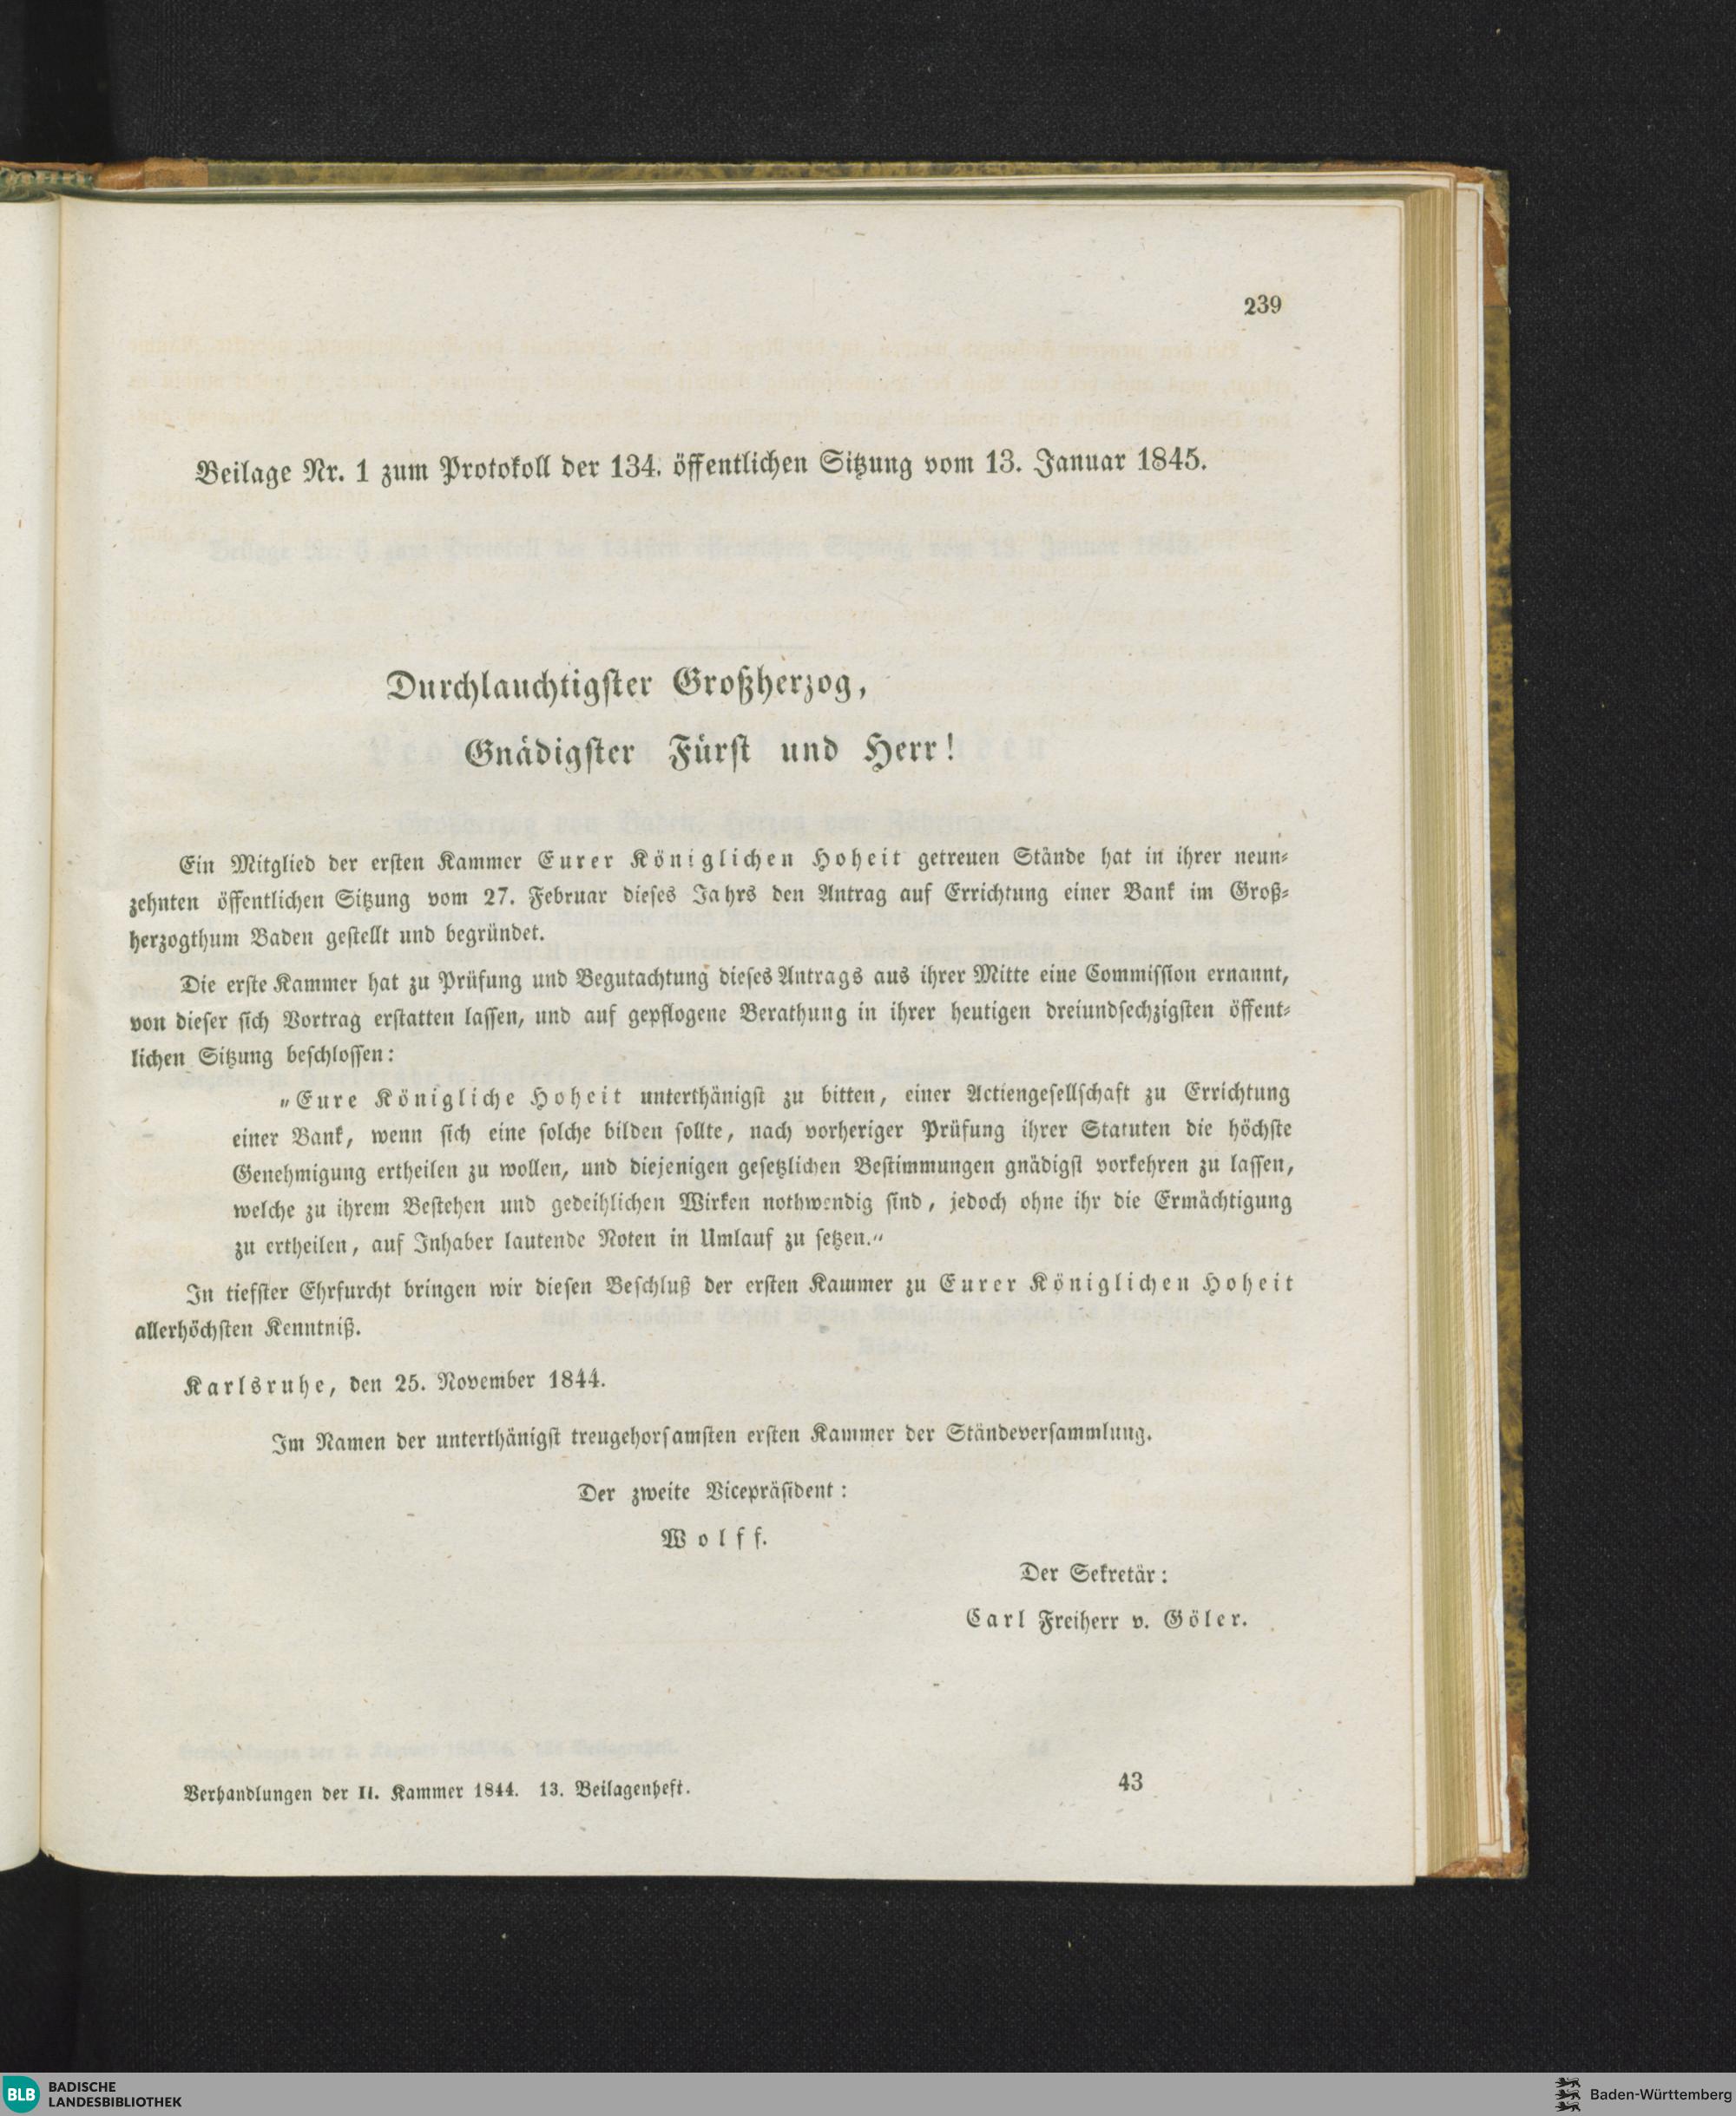 239
Beilage Nr. 1 zum Protokoll der 134. öffentlichen Sitzung vom 13. Januar 1845.
Durchlauchtigster Großherzog,
Gnädigster Fürst und Herr!
Ein Mitglied der ersten Kammer Eurer Königlichen Hoheit getreuen Stände hat in ihrer neun-
zehnten öffentlichen Sitzung vom 27. Februar dieses Jahrs den Antrag auf Errichtung einer Bank im Groß-
herzogthum Baden gestellt und begründet.
Die erste Kammer hat zu Prüfung und Begutachtung dieses Antrags aus ihrer Mitte eine Commission ernannt,
von dieser sich Vortrag erstatten lassen, und auf gepflogene Berathung in ihrer heutigen dreiundsechzigsten öffent-
lichen Sitzung beschlossen:
„Eure Königliche Hoheit unterthänigst zu bitten, einer Actiengesellschaft zu Errichtung
einer Bank, wenn sich eine solche bilden sollte, nach vorheriger Prüfung ihrer Statuten die höchste
Genehmigung ertheilen zu wollen, und diejenigen gesetzlichen Bestimmungen gnädigst vorkehren zu lassen,
welche zu ihrem Bestehen und gedeihlichen Wirken nothwendig sind, jedoch ohne ihr die Ermächtigung
zu ertheilen, auf Inhaber lautende Noten in Umlauf zu setzen.“
In tiefster Ehrfurcht bringen wir diesen Beschluß der ersten Kammer zu Eurer Königlichen Hoheit
allerhöchsten Kenntniß.
Karlsruhe, den 25. November 1844.
Im Namen der unterthänigst treugehorsamsten ersten Kammer der Ständeversammlung.
Der zweite Vicepräsident:
Wolff.
Der Sekretär:
Carl Freiherr v. Göler.
Verhandlungen der II. Kammer 1844. 13. Beilagenheft.
43
BLB BADISCHE
LANDESBIBLIOTHEK
Baden-Württemberg